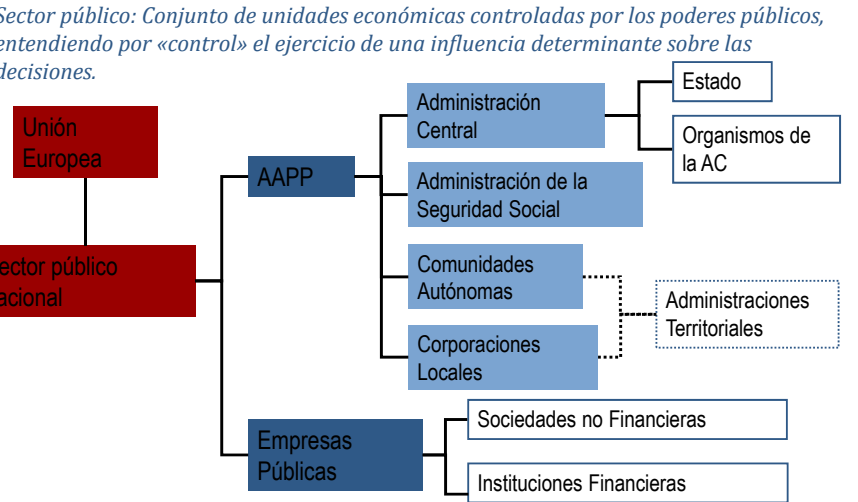 Sector público: Conjunto de unidades económicas controladas por los poderes públicos,
entendiendo por «control» el ejercicio de una influencia determinante sobre las
decisiones.
Unión
Europea
ector público
acional
AAPP
Empresas
Públicas
Administración
Central
Administración de la
Seguridad Social
Comunidades
Autónomas
Corporaciones
Locales
Estado
Organismos de
la AC
Administraciones
Territoriales
Sociedades no Financieras
Instituciones Financieras